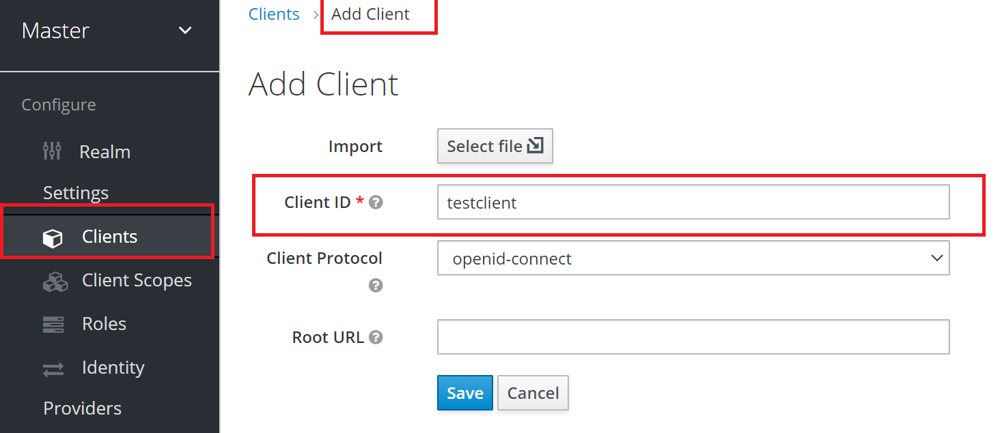 Master
Configure
Realm
Settings
Clients
Client Scopes
Roles
Identity
Providers
Clients > Add Client
Add Client
Import Select file
Client ID * ? testclient
Client Protocol openid-connect
?
Root URL ?
Save Cancel